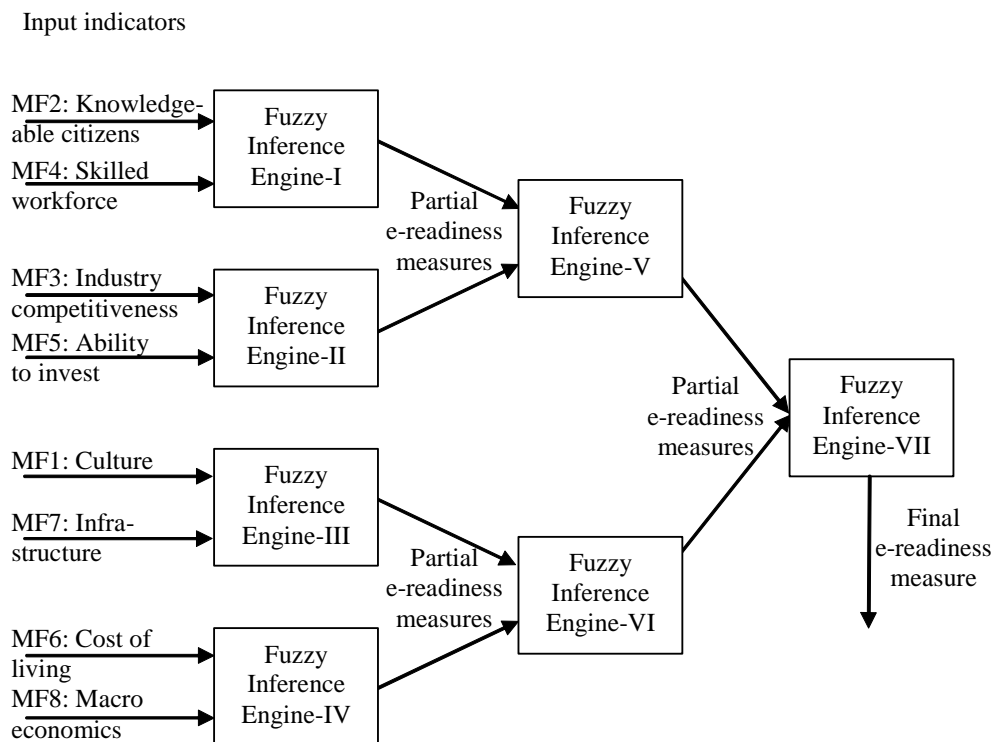 Input indicators
MF2: Knowledge-
able citizens
MF4: Skilled
workforce
Fuzzy
Inference
Engine-I
MF3: Industry
competitiveness
MF5: Ability
to invest
Fuzzy
Inference
Engine-II
MF1: Culture
MF7: Infra-
structure
Fuzzy
Inference
Engine-III
MF6: Cost of
living
MF8: Macro
economics
Fuzzy
Inference
Engine-IV
Partial
e-readiness
measures
Fuzzy
Inference
Engine-V
Partial
e-readiness
measures
Fuzzy
Inference
Engine-VI
Partial
e-readiness
measures
Fuzzy
Inference
Engine-VII
Final
e-readiness
measure